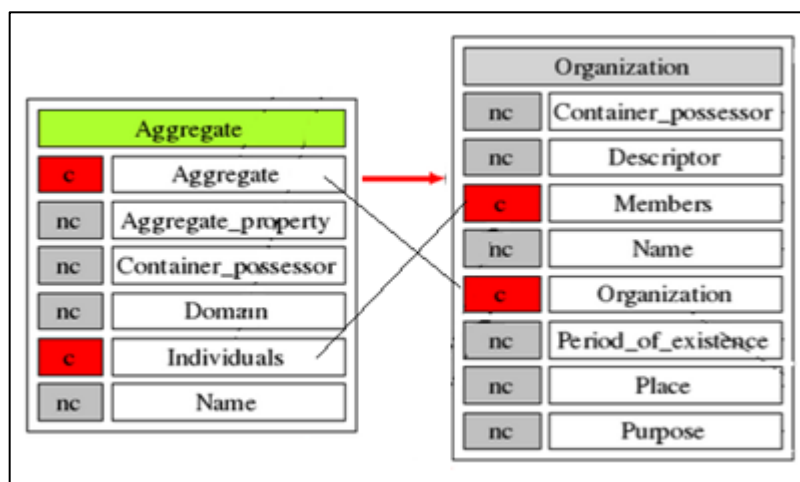 Aggregate
c Aggregate
nc Aggregate_property
nc Container_possessor
nc Domain
c Individuals
nc Name
Organization
nc Container_possessor
nc Descriptor
c Members
nc Name
c Organization
nc Period_of_existence
nc Place
nc Purpose